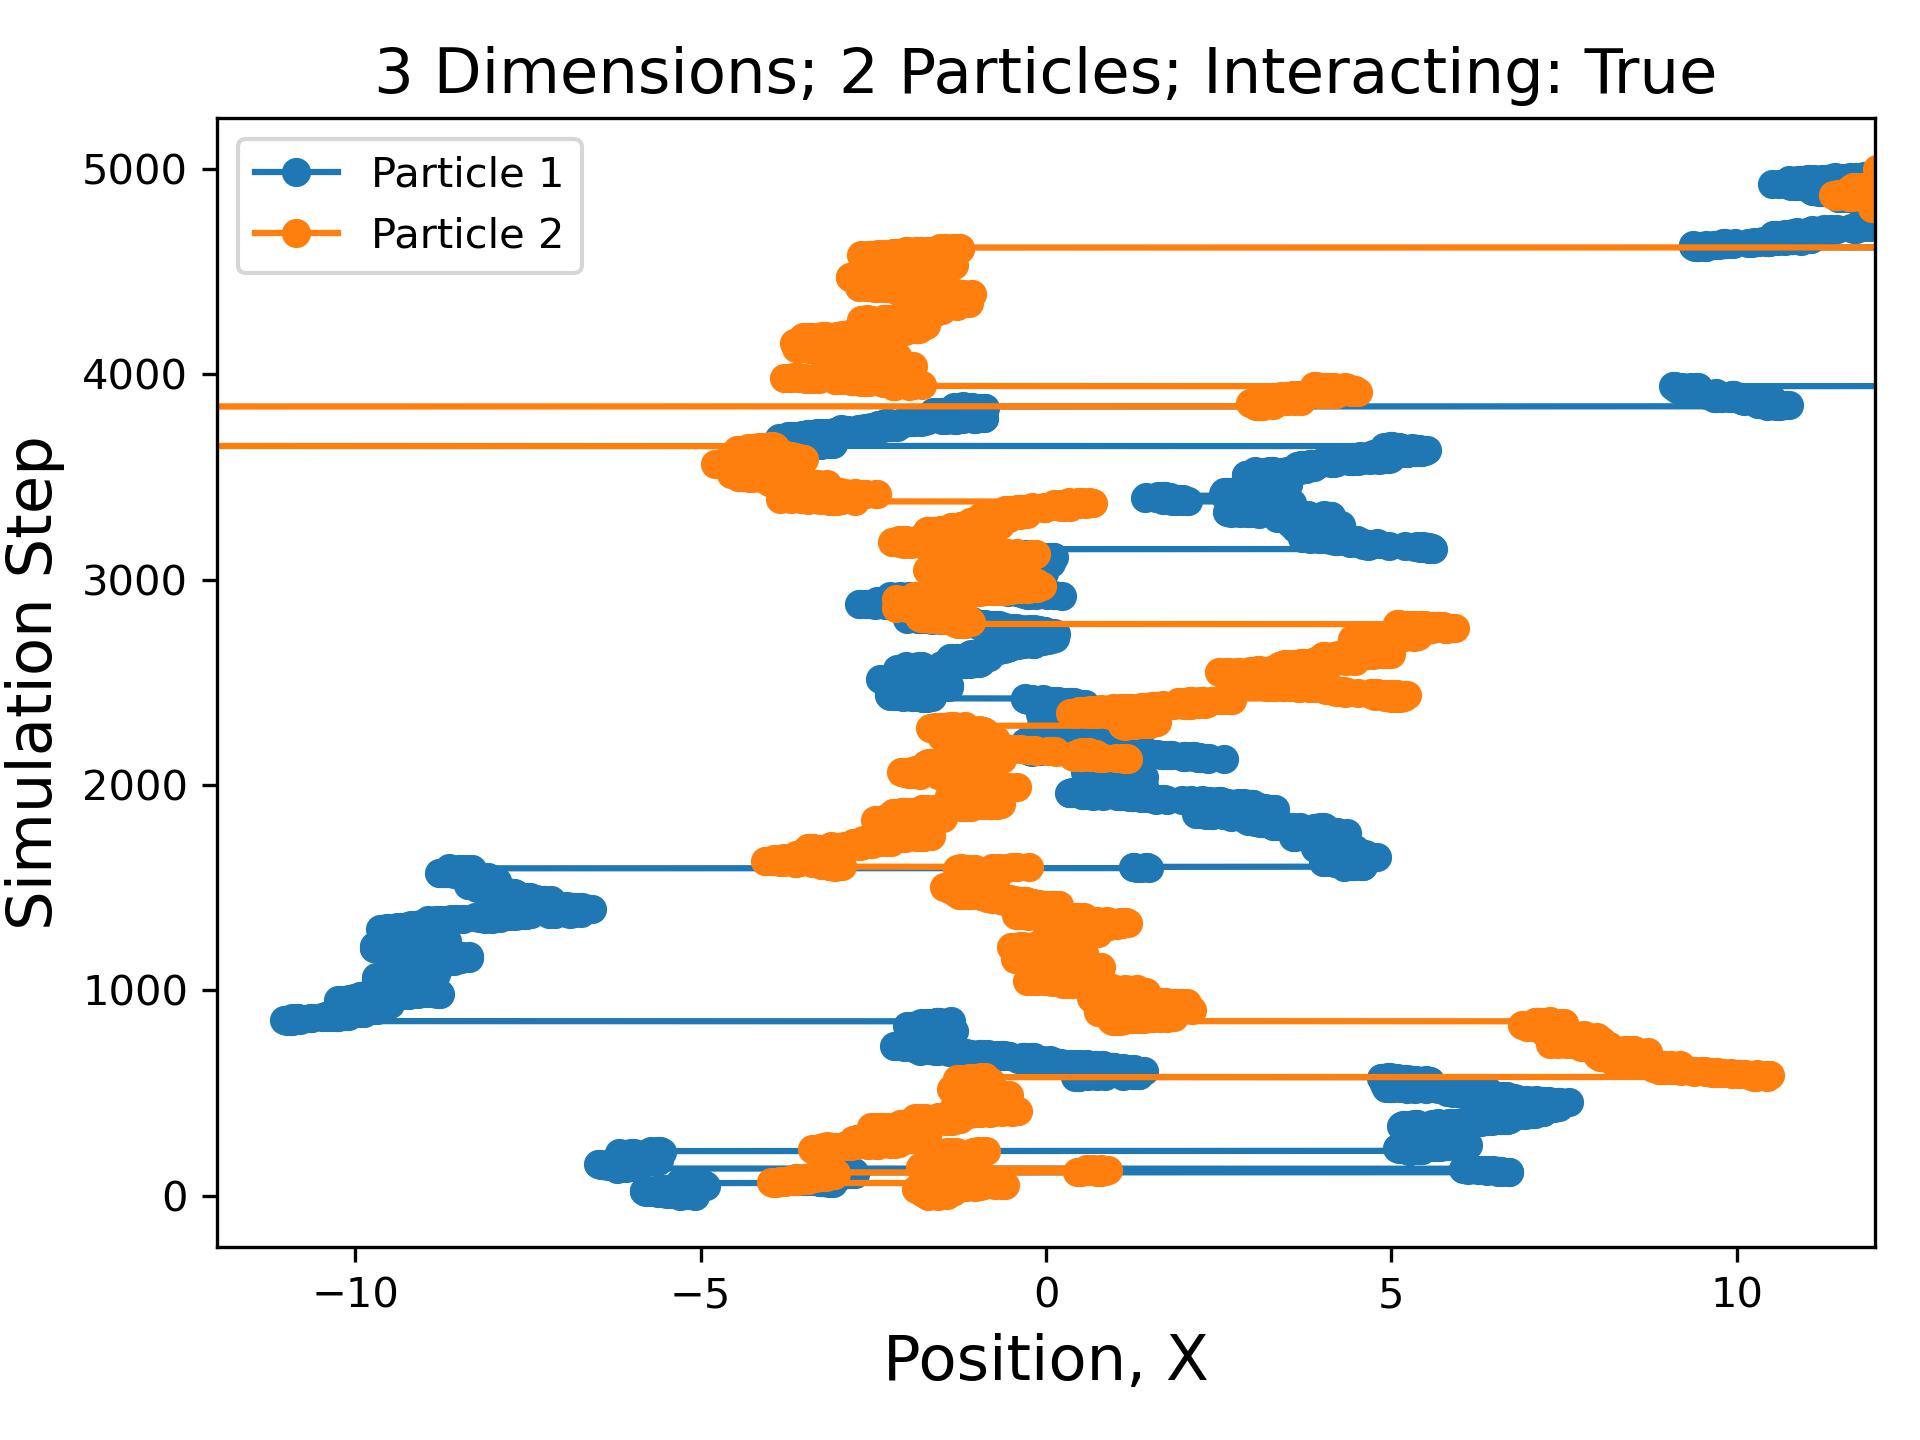 3 Dimensions; 2 Particles; Interacting: True
Particle 1
Particle 2
5000
4000
3000
2000
1000
0
Simulation Step
−10
−5
0
5
10
Position, X